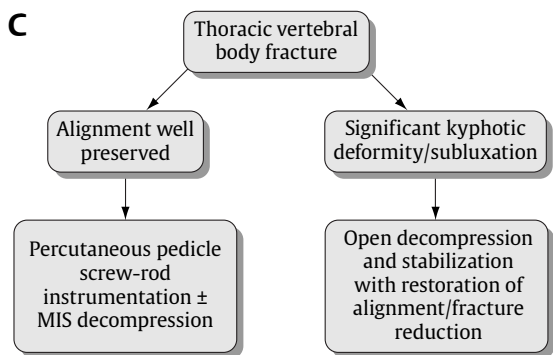 C
Thoracic vertebral
body fracture
Alignment well
preserved
Significant kyphotic
deformity/subluxation
Percutaneous pedicle
screw-rod
instrumentation ±
MIS decompression
Open decompression
and stabilization
with restoration of
alignment/fracture
reduction